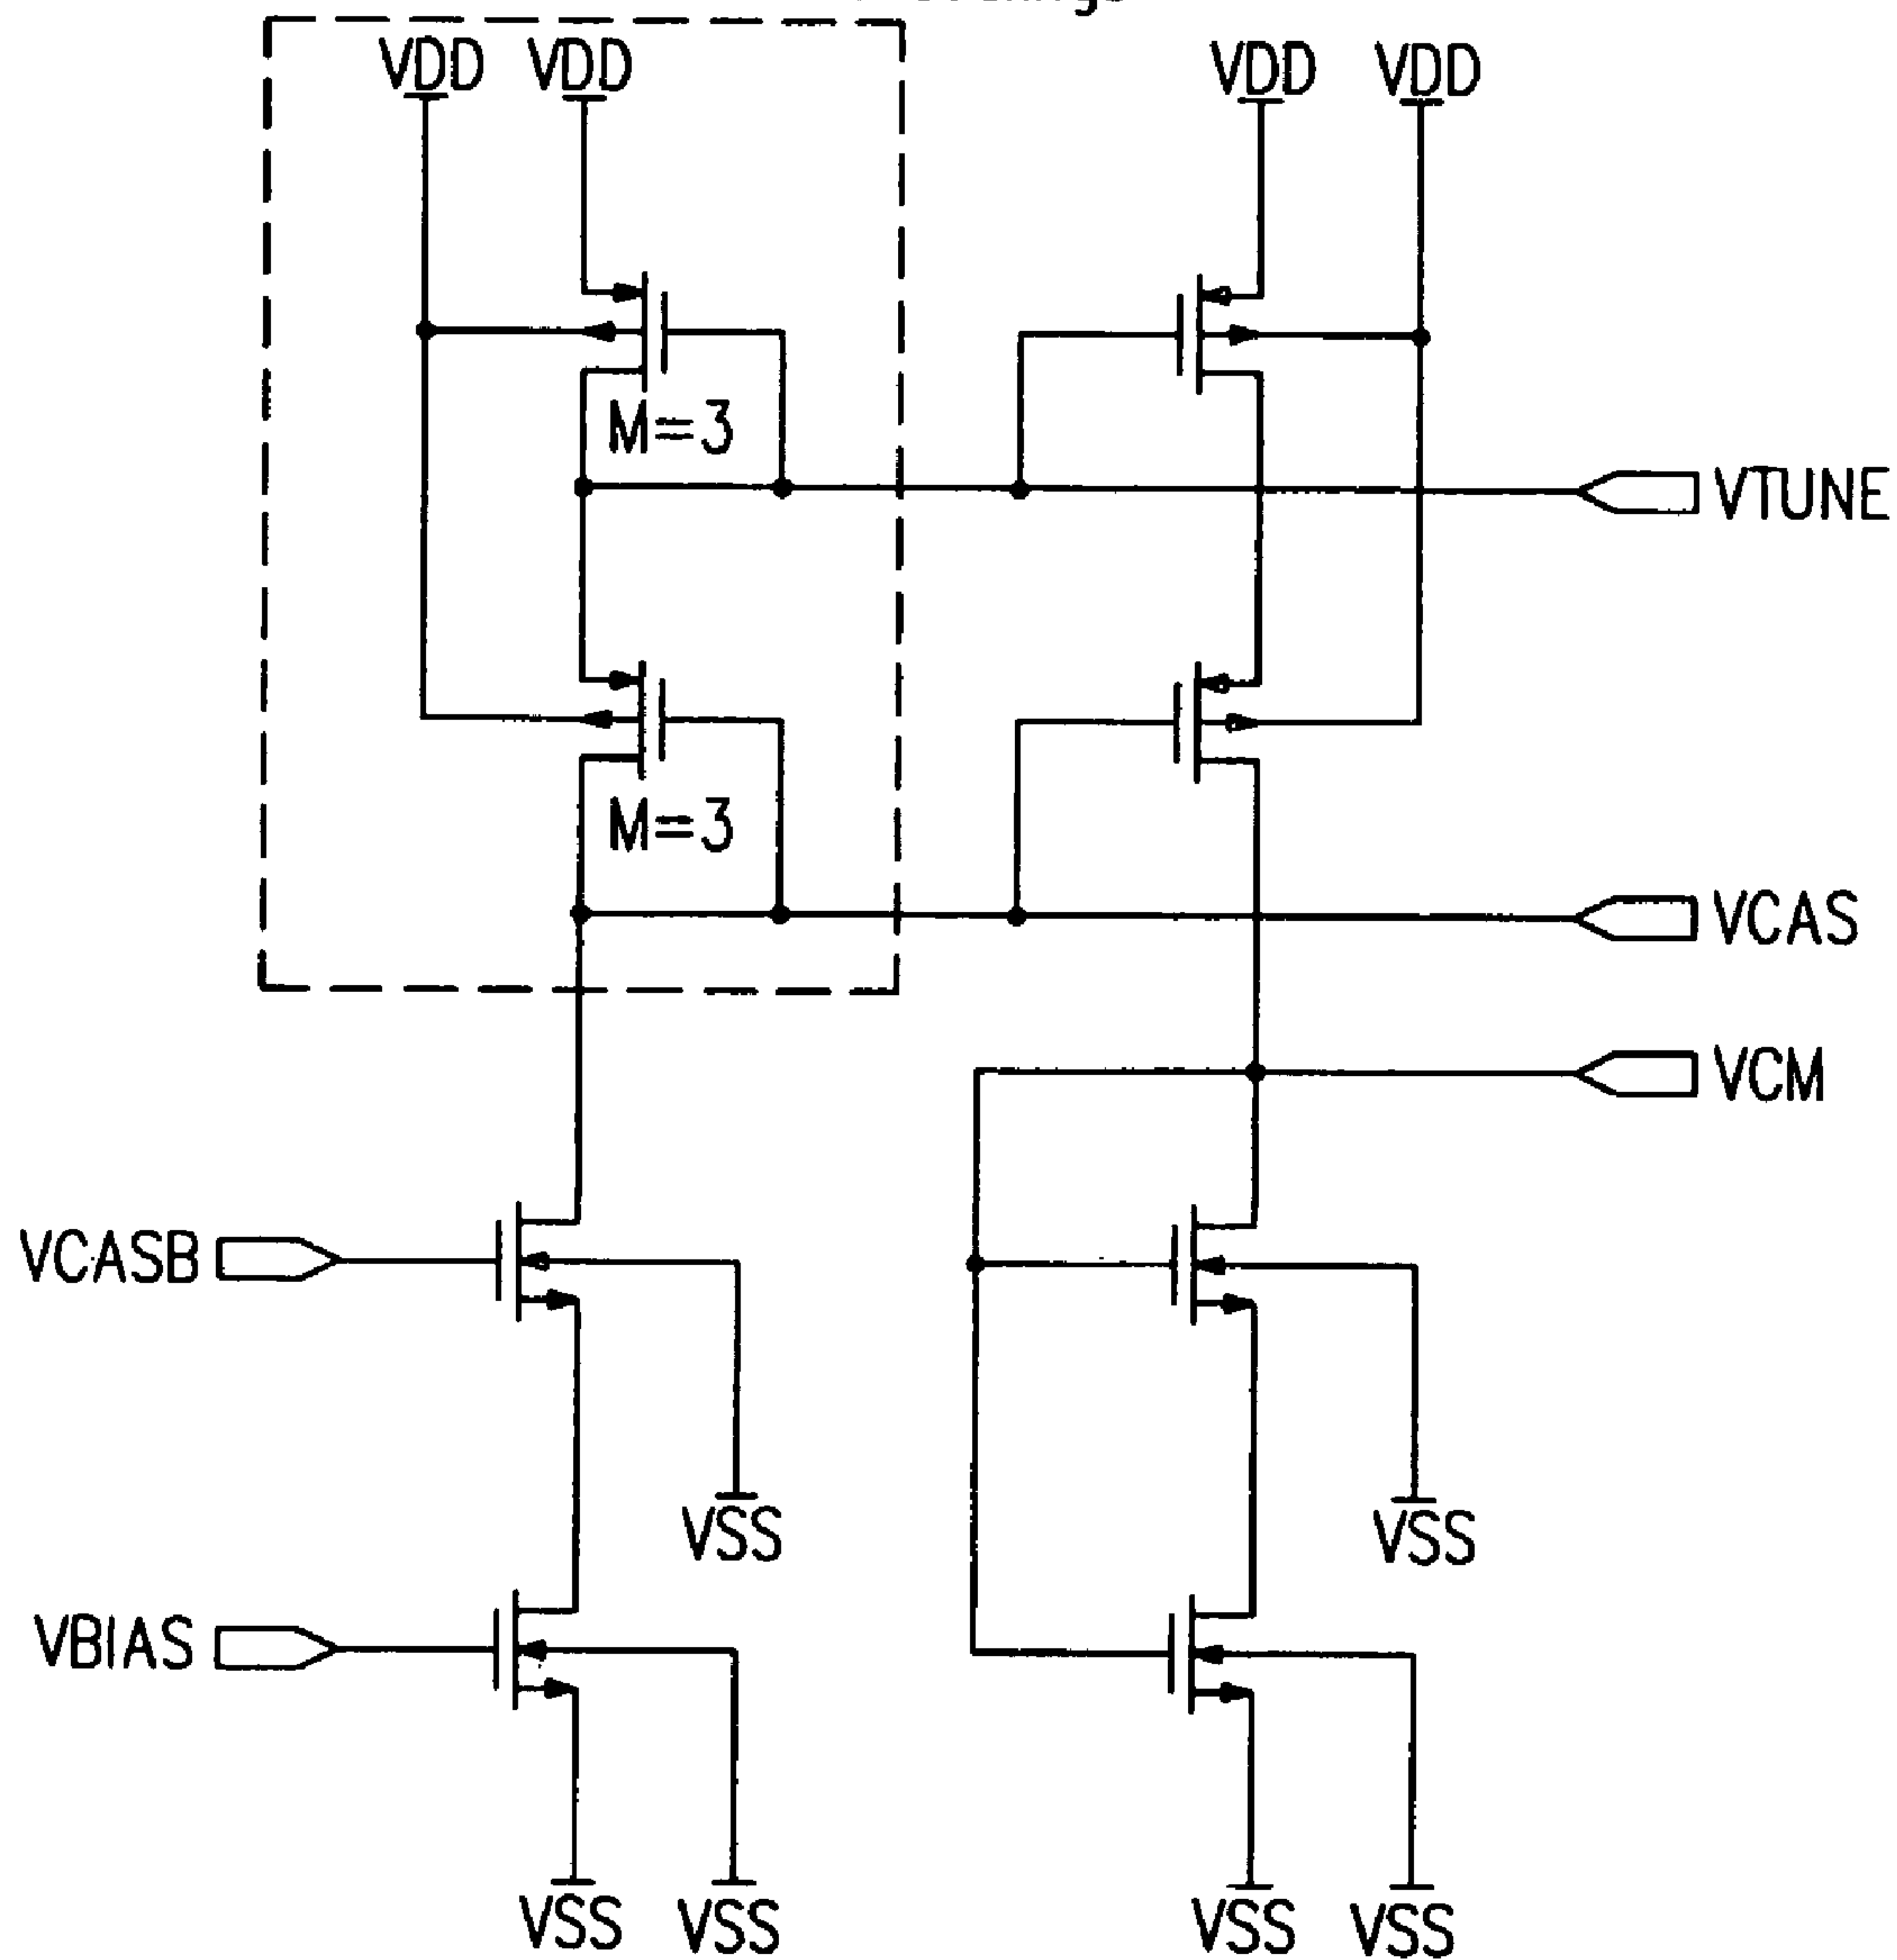 VDD VDD VDD VDD
M=3
VTUNE
M=3
VCAS
VCM
VCASB
VSS VSS
VBIAS
VSS VSS VSS VSS